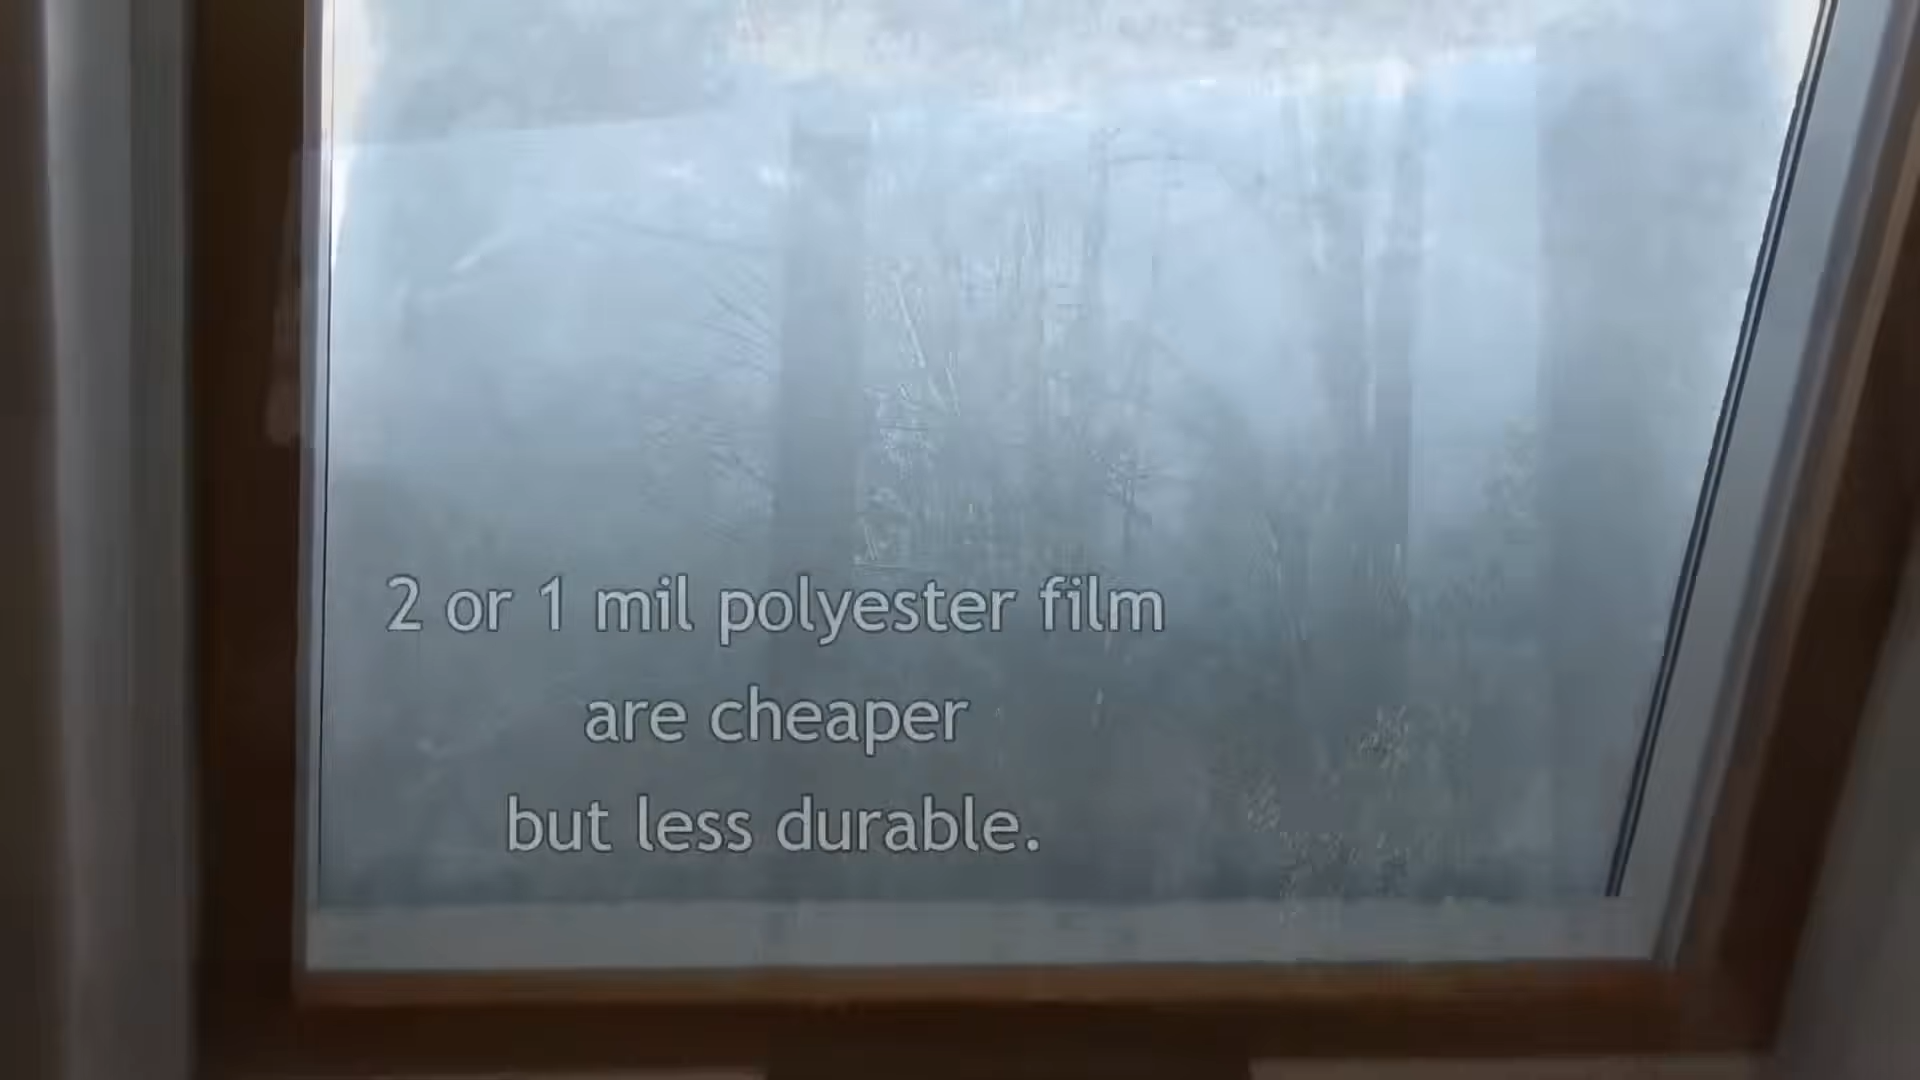 2 or 1 mil polyester film
are cheaper
but less durable.